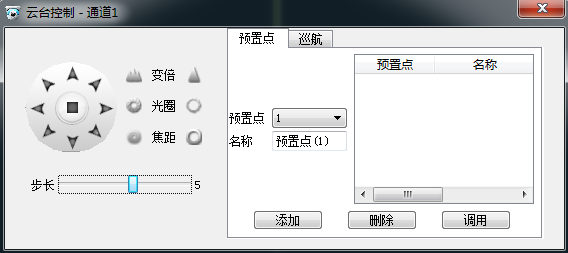 云台控制 - 通道1
预置点 巡航
变倍
光圈
焦距
步长 5
预置点 名称
预置点 1
名称 预置点(1)
添加 删除 调用